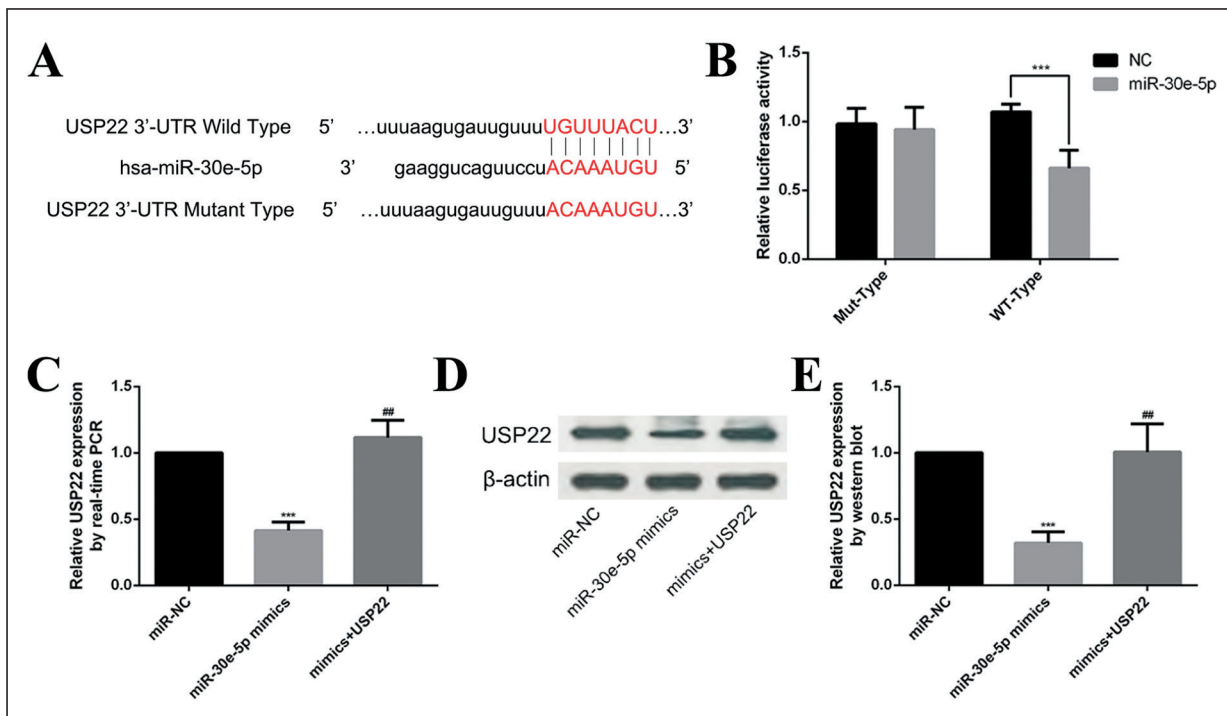 A
USP22 3'-UTR Wild Type 5’ …uuuaagugauuguuuUGUUUACU…3’
hsa-miR-30e-5p 3’ gaaggucaguuccuACAAAUGU 5’
USP22 3'-UTR Mutant Type 5’ …uuuaagugauuguuuACAAAUGU…3’
B
Relative luciferase activity
1.5
1.0
0.5
0.0
***
NC
miR-30e-5p
Mut-Type
WT-Type
C
Relative USP22 expression
by real-time PCR
1.5
1.0
0.5
0.0
***
##
miR-NC
miR-30e-5p mimics
mimics+USP22
D
USP22
β-actin
miR-NC
miR-30e-5p mimics
mimics+USP22
E
Relative USP22 expression
by western blot
1.5
1.0
0.5
0.0
***
##
miR-NC
miR-30e-5p mimics
mimics+USP22